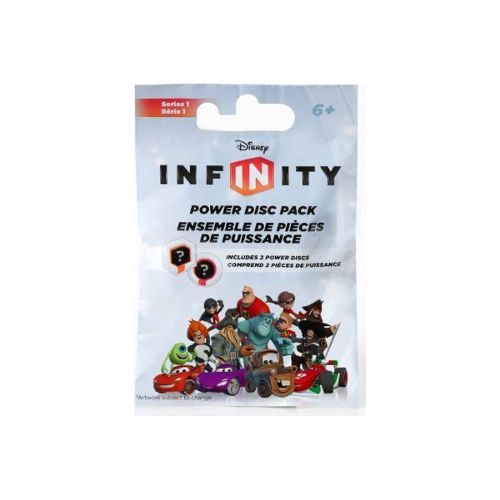 Series 1
Série 1
6+
Disney
INFINITY
POWER DISC PACK
ENSEMBLE DE PIÈCES
DE PUISSANCE
? ?
INCLUDES 2 POWER DISCS
COMPREND 2 PIÈCES DE PUISSANCE
*Artwork subject to change